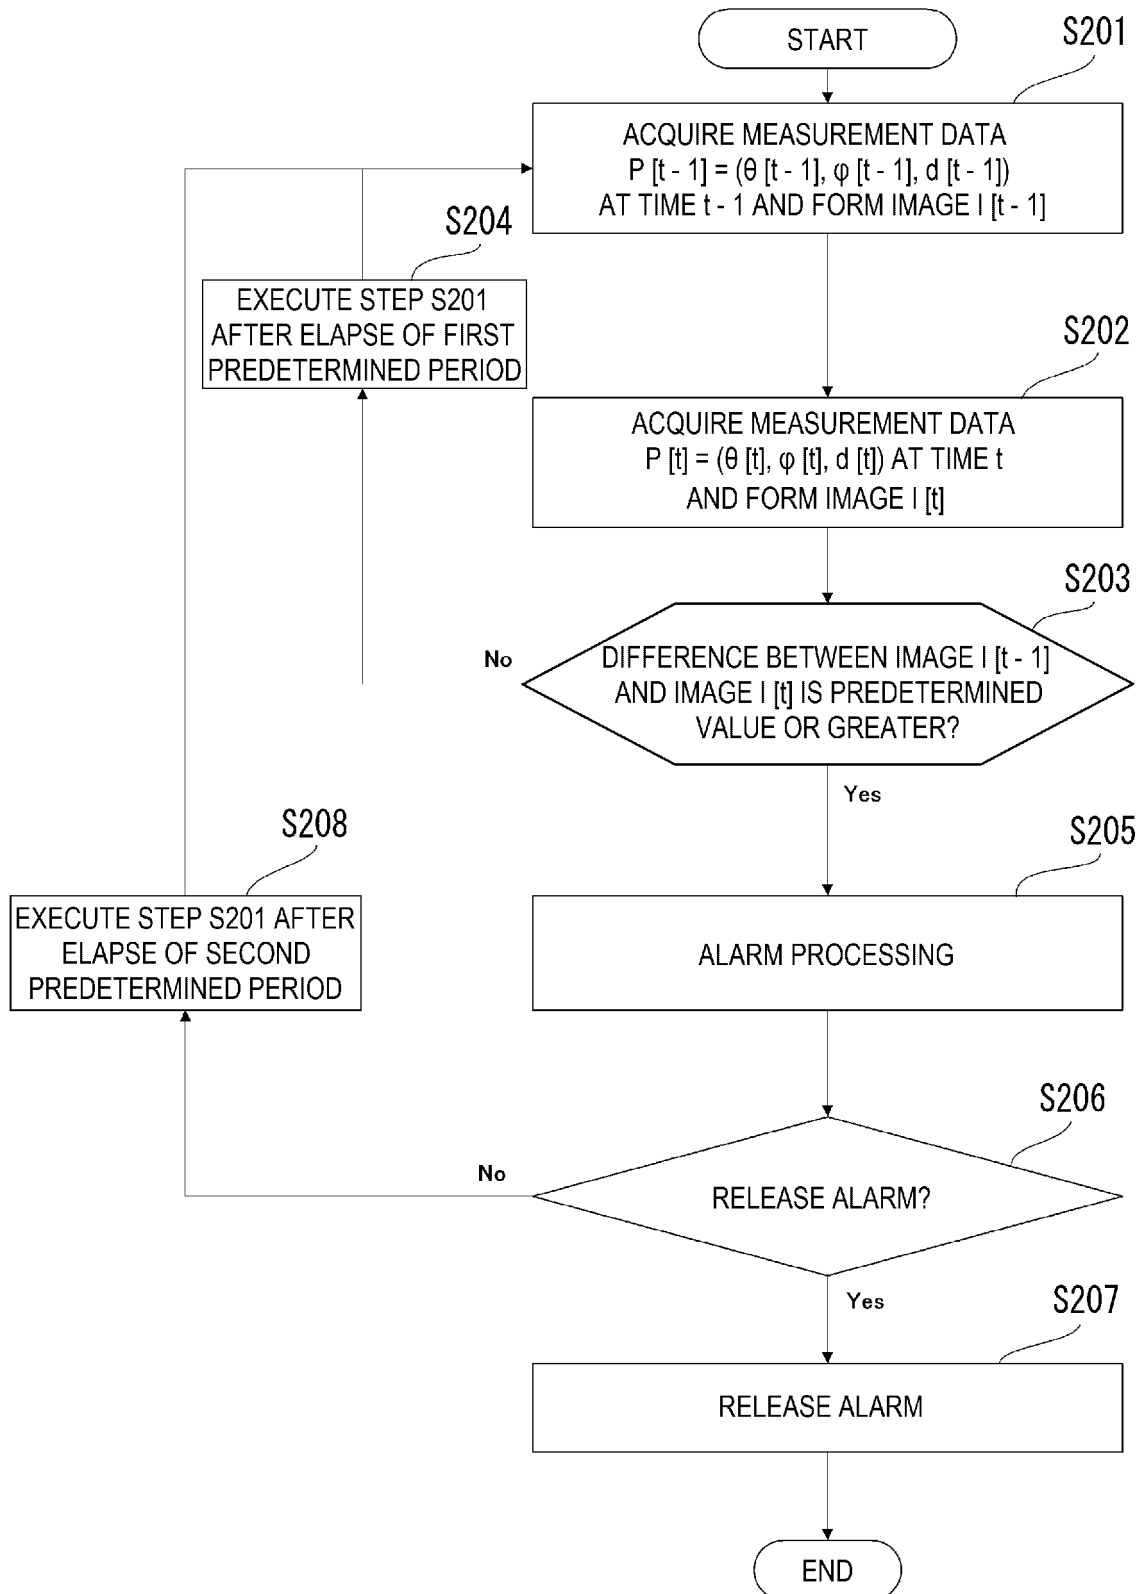 START
S201
ACQUIRE MEASUREMENT DATA
P [t - 1] = (θ [t - 1], φ [t - 1], d [t - 1])
AT TIME t - 1 AND FORM IMAGE I [t - 1]
S204
EXECUTE STEP S201
AFTER ELAPSE OF FIRST
PREDETERMINED PERIOD
S202
ACQUIRE MEASUREMENT DATA
P [t] = (θ [t], φ [t], d [t]) AT TIME t
AND FORM IMAGE I [t]
S203
No
DIFFERENCE BETWEEN IMAGE I [t - 1]
AND IMAGE I [t] IS PREDETERMINED
VALUE OR GREATER?
Yes
S208
EXECUTE STEP S201 AFTER
ELAPSE OF SECOND
PREDETERMINED PERIOD
S205
ALARM PROCESSING
S206
No
RELEASE ALARM?
Yes
S207
RELEASE ALARM
END